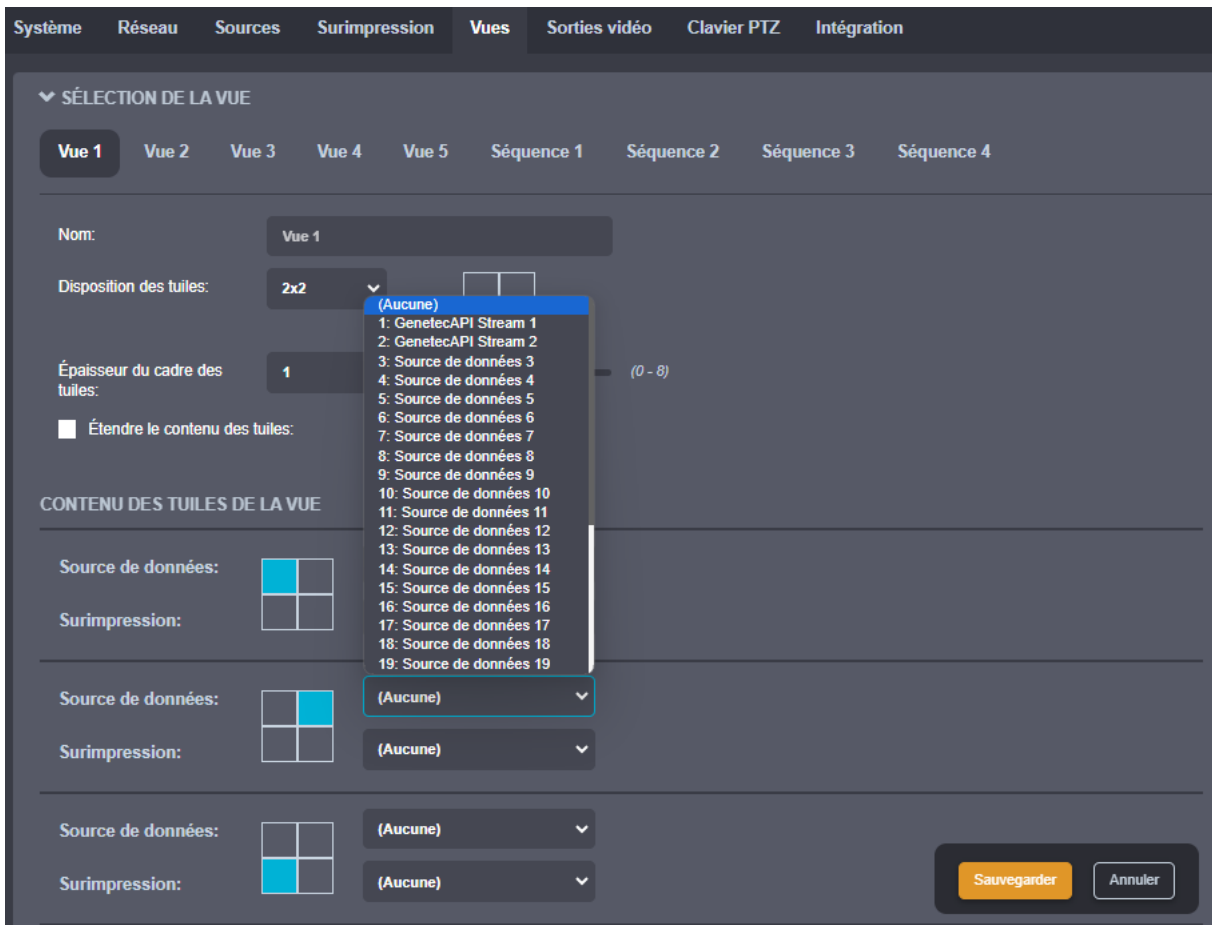 Système Réseau Sources Surimpression Vues Sorties vidéo Clavier PTZ Intégration
SÉLECTION DE LA VUE
Vue 1 Vue 2 Vue 3 Vue 4 Vue 5 Séquence 1 Séquence 2 Séquence 3 Séquence 4
Nom: Vue 1
Disposition des tuiles: 2x2
(Aucune)
1: GenetecAPI Stream 1
2: GenetecAPI Stream 2
3: Source de données 3
4: Source de données 4
5: Source de données 5
6: Source de données 6
7: Source de données 7
8: Source de données 8
9: Source de données 9
10: Source de données 10
11: Source de données 11
12: Source de données 12
13: Source de données 13
14: Source de données 14
15: Source de données 15
16: Source de données 16
17: Source de données 17
18: Source de données 18
19: Source de données 19
Épaisseur du cadre des
tuiles:
1 (0 - 8)
Étendre le contenu des tuiles:
CONTENU DES TUILES DE LA VUE
Source de données:
Surimpression:
Source de données: (Aucune)
Surimpression: (Aucune)
Source de données: (Aucune)
Surimpression: (Aucune)
Sauvegarder Annuler